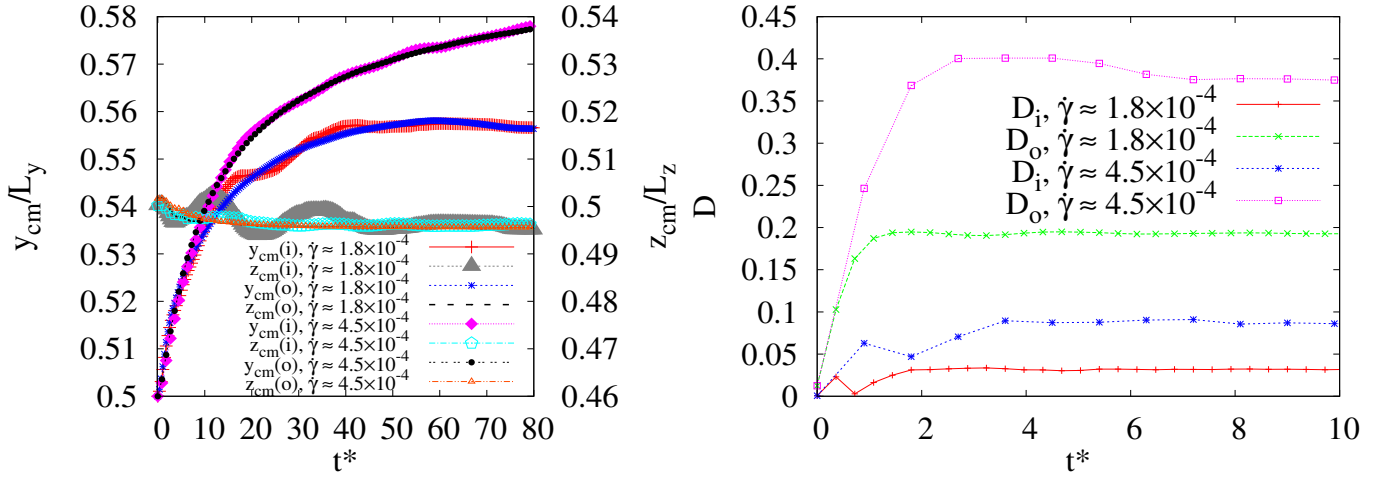 0.58
0.57
0.56
0.55
0.54
0.53
0.52
0.51
0.5
y_cm/L_y
0 10 20 30 40 50 60 70 80
t*
0.54
0.53
0.52
0.51
0.5
0.49
0.48
0.47
0.46
z_cm/L_z
y_cm(i), γ̇ ≈ 1.8×10^-4
z_cm(i), γ̇ ≈ 1.8×10^-4
y_cm(o), γ̇ ≈ 1.8×10^-4
z_cm(o), γ̇ ≈ 1.8×10^-4
y_cm(i), γ̇ ≈ 4.5×10^-4
z_cm(i), γ̇ ≈ 4.5×10^-4
y_cm(o), γ̇ ≈ 4.5×10^-4
z_cm(o), γ̇ ≈ 4.5×10^-4
0.45
0.4
0.35
0.3
0.25
0.2
0.15
0.1
0.05
0
D
0 2 4 6 8 10
t*
D_i, γ̇ ≈ 1.8×10^-4
D_o, γ̇ ≈ 1.8×10^-4
D_i, γ̇ ≈ 4.5×10^-4
D_o, γ̇ ≈ 4.5×10^-4